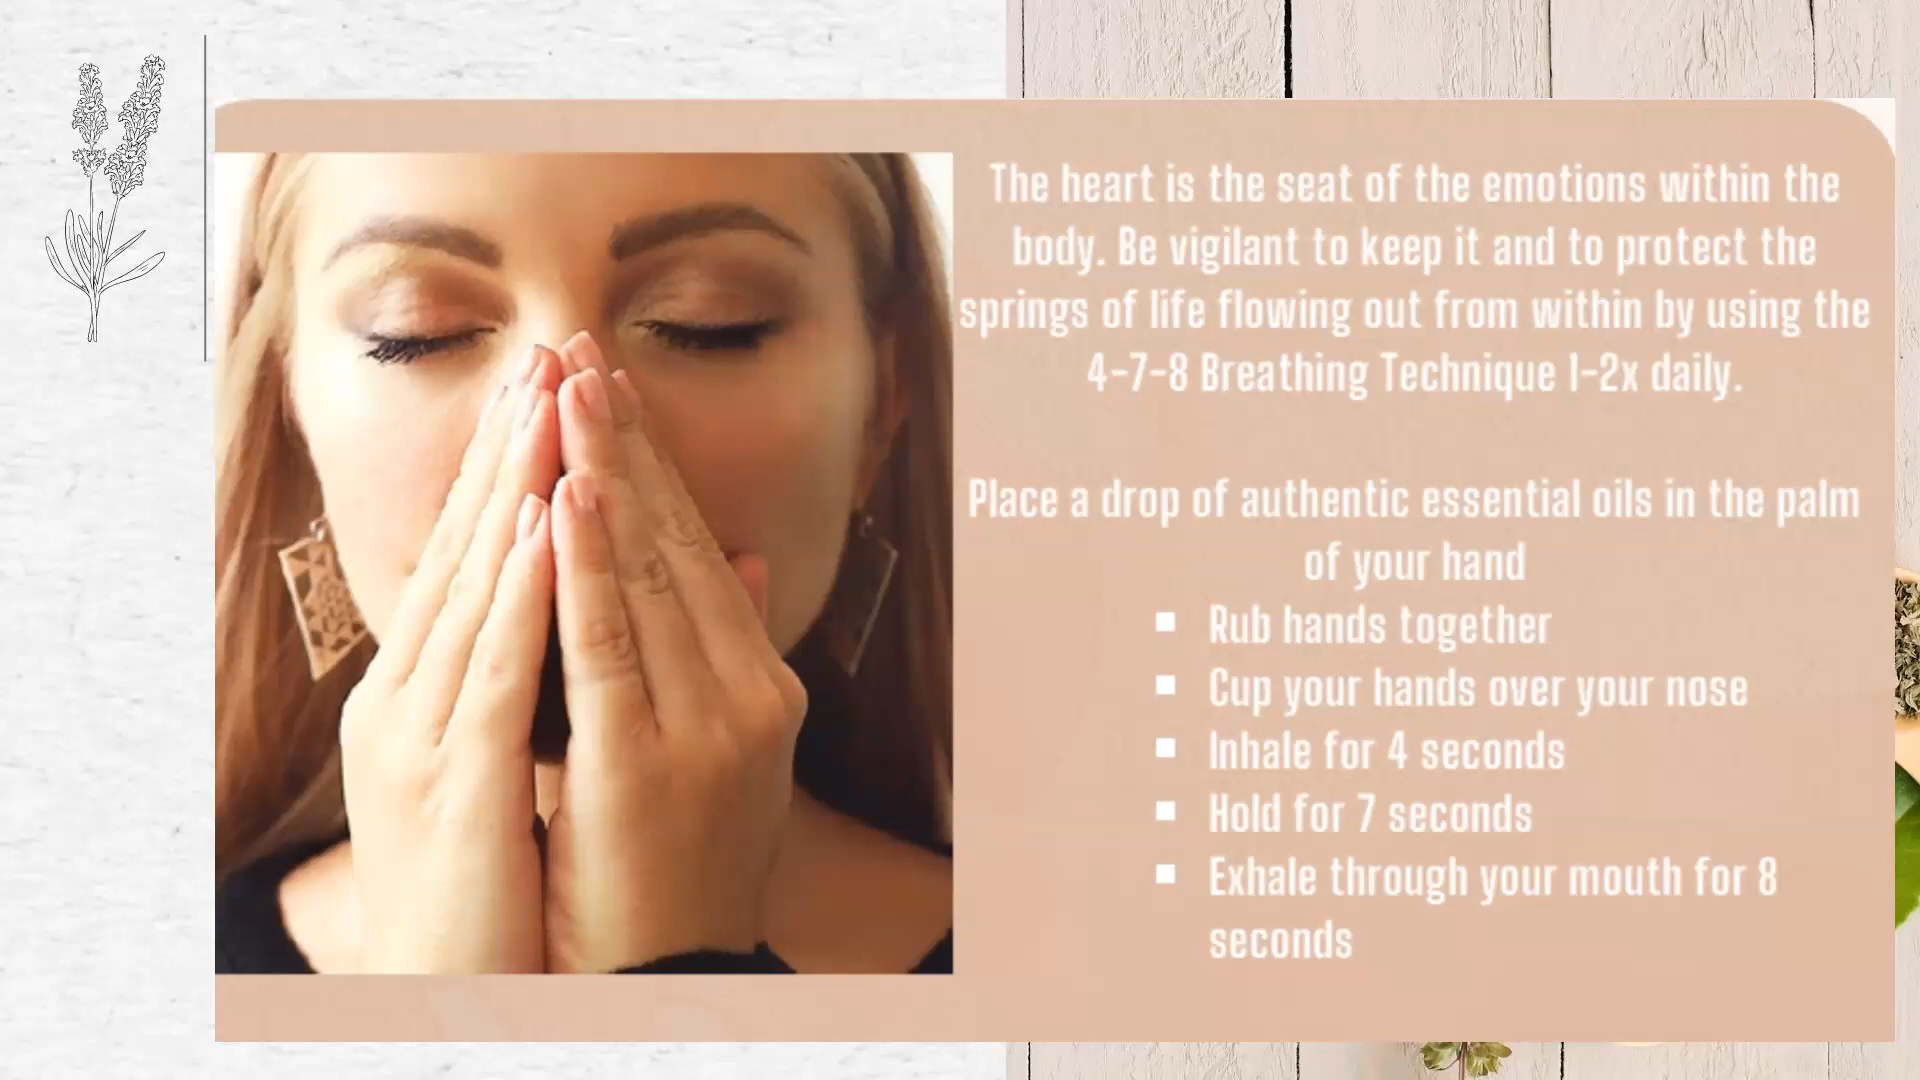 The heart is the seat of the emotions within the
body. Be vigilant to keep it and to protect the
springs of life flowing out from within by using the
4-7-8 Breathing Technique 1-2x daily.
Place a drop of authentic essential oils in the palm
of your hand
▪ Rub hands together
▪ Cup your hands over your nose
▪ Inhale for 4 seconds
▪ Hold for 7 seconds
▪ Exhale through your mouth for 8
seconds